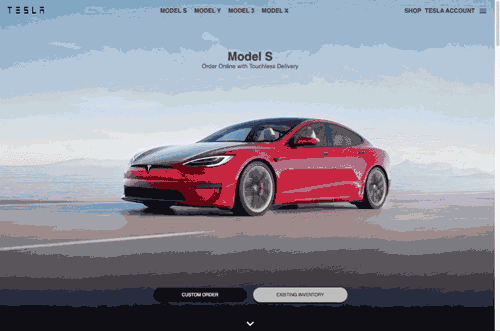 TESLA
MODEL S MODEL Y MODEL 3 MODEL X
SHOP TESLA ACCOUNT
Model S
Order Online with Touchless Delivery
CUSTOM ORDER
EXISTING INVENTORY